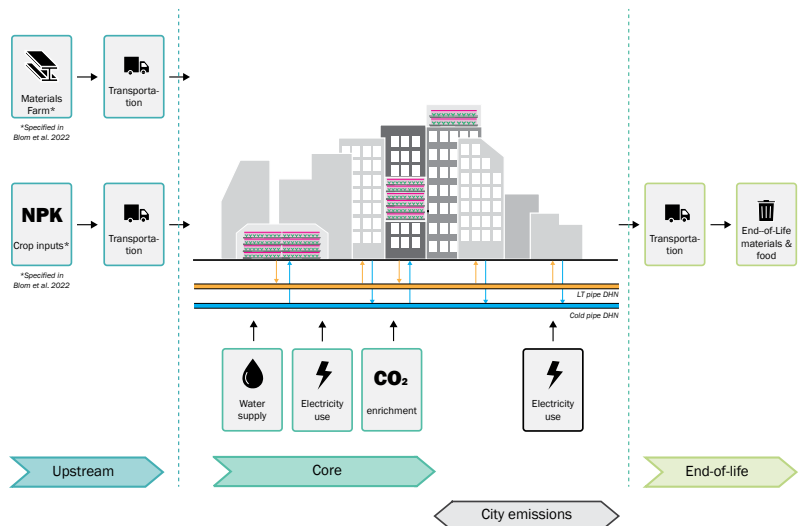 Materials
Farm*
Transporta-
tion
*Specified in
Blom et al. 2022
NPK
Crop inputs*
Transporta-
tion
*Specified in
Blom et al. 2022
Transporta-
tion
End-of-Life
materials &
food
LT pipe DHN
Cold pipe DHN
Water
supply
Electricity
use
CO₂
enrichment
Electricity
use
Upstream
Core
End-of-life
City emissions